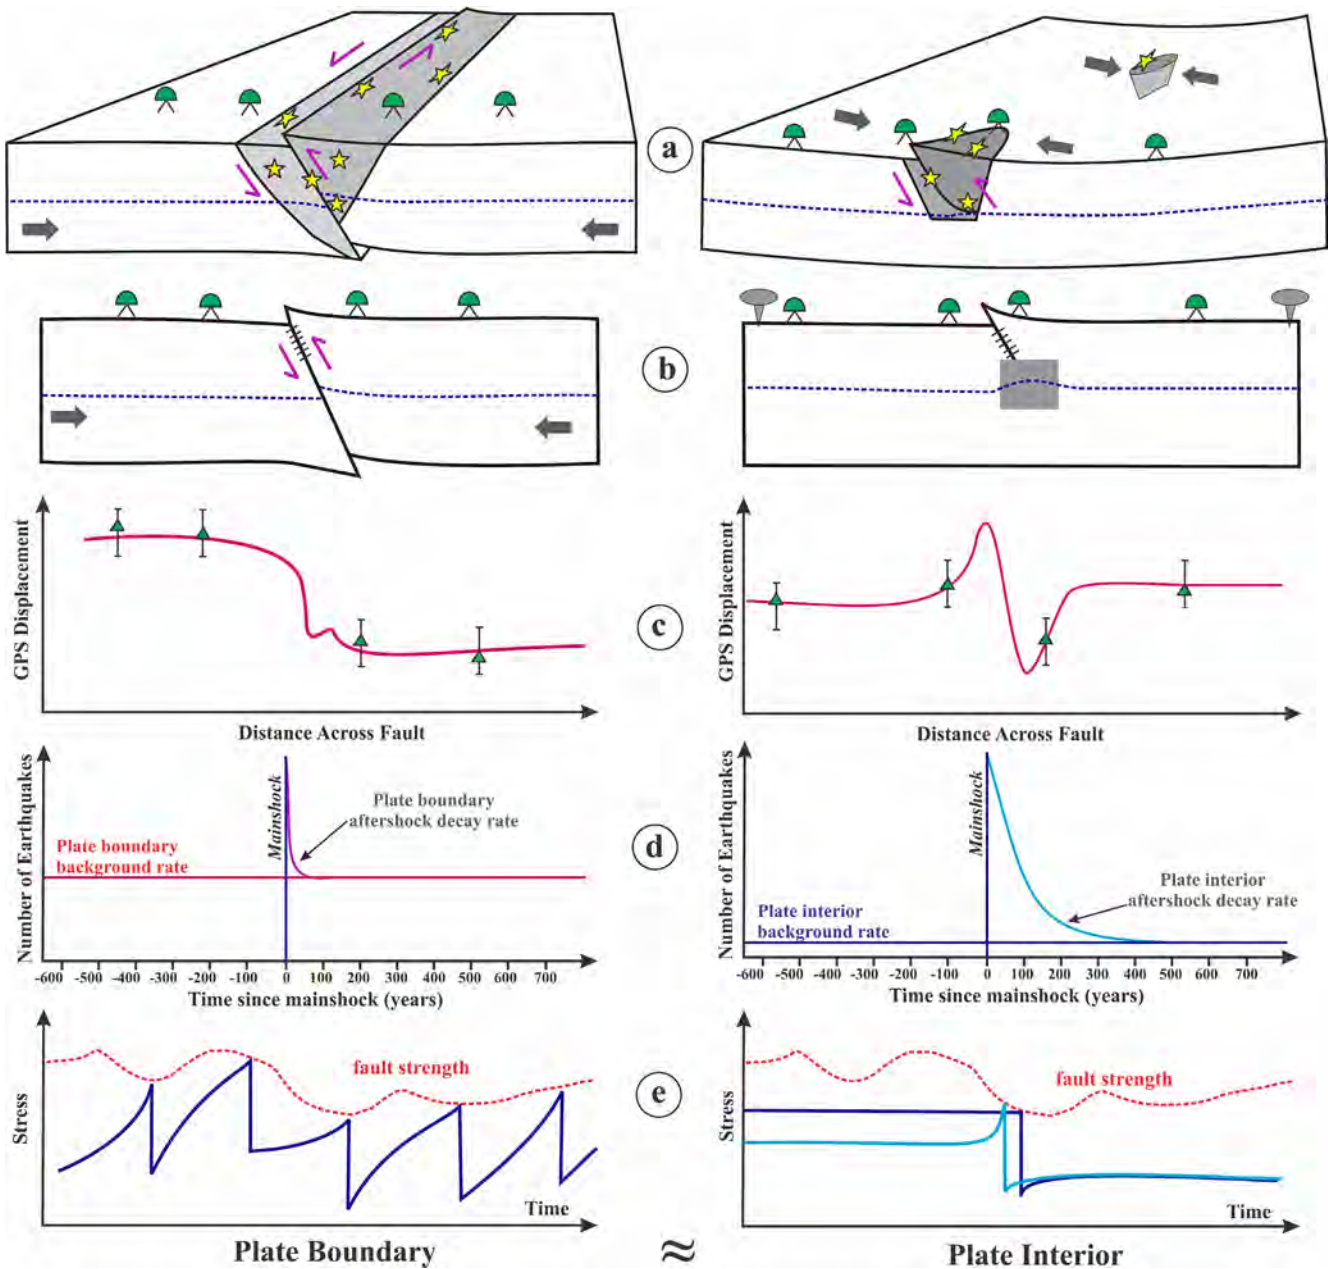 a
b
GPS Displacement
Distance Across Fault
c
GPS Displacement
Distance Across Fault
Number of Earthquakes
Mainshock
Plate boundary
aftershock decay rate
Plate boundary
background rate
-600 -500 -400 -300 -200 -100 0 100 200 300 400 500 600 700
Time since mainshock (years)
d
Number of Earthquakes
Mainshock
Plate interior
aftershock decay rate
Plate interior
background rate
-600 -500 -400 -300 -200 -100 0 100 200 300 400 500 600 700
Time since mainshock (years)
Stress
fault strength
Time
e
Stress
fault strength
Time
Plate Boundary
≈
Plate Interior